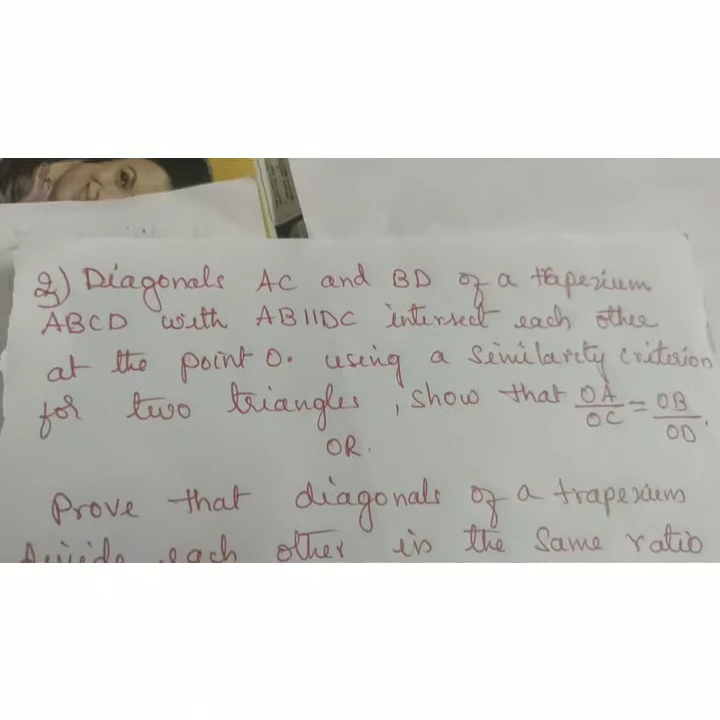 Q) Diagonals AC and BD of a trapezium
ABCD with AB||DC intersect each other
at the point O. using a similarity criterion
for two triangles, show that OA/OC = OB/OD.
OR.
Prove that diagonals of a trapezium
divide each other in the same ratio